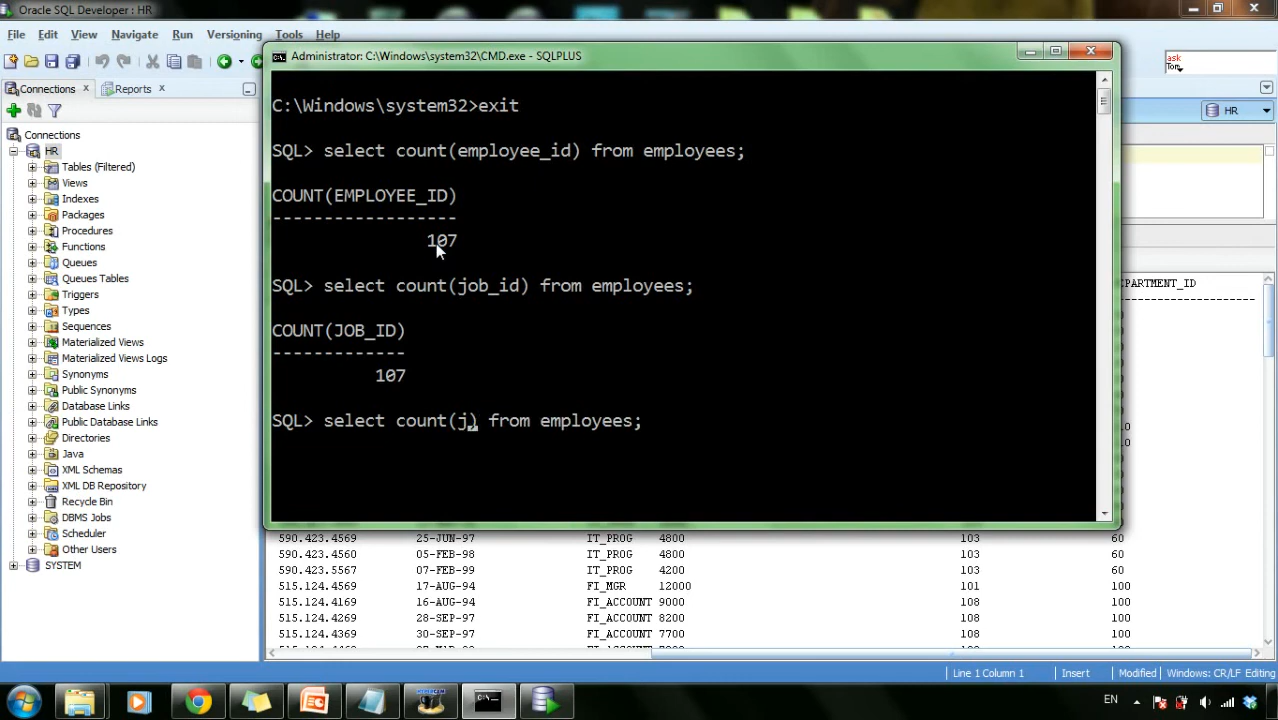 Oracle SQL Developer : HR
File Edit View Navigate Run Versioning Tools Help
Administrator: C:\Windows\system32\CMD.exe - SQLPLUS
ask
Tom
Connections
Reports
HR
Connections
HR
Tables (Filtered)
Views
Indexes
Packages
Procedures
Functions
Queues
Queues Tables
Triggers
Types
Sequences
Materialized Views
Materialized Views Logs
Synonyms
Public Synonyms
Database Links
Public Database Links
Directories
Java
XML Schemas
XML DB Repository
Recycle Bin
DBMS Jobs
Scheduler
Other Users
SYSTEM
C:\Windows\system32>exit
SQL> select count(employee_id) from employees;
COUNT(EMPLOYEE_ID)
------------------
107
SQL> select count(job_id) from employees;
COUNT(JOB_ID)
-------------
107
SQL> select count(j) from employees;
PARTMENT_ID
590.423.4569 25-JUN-97 IT_PROG 4800 103 60
590.423.4560 05-FEB-98 IT_PROG 4800 103 60
590.423.5567 07-FEB-99 IT_PROG 4200 103 60
515.124.4569 17-AUG-94 FI_MGR 12000 101 100
515.124.4169 16-AUG-94 FI_ACCOUNT 9000 108 100
515.124.4269 28-SEP-97 FI_ACCOUNT 8200 108 100
515.124.4369 30-SEP-97 FI_ACCOUNT 7700 108 100
Line 1 Column 1 Insert Modified Windows: CR/LF Editing
EN